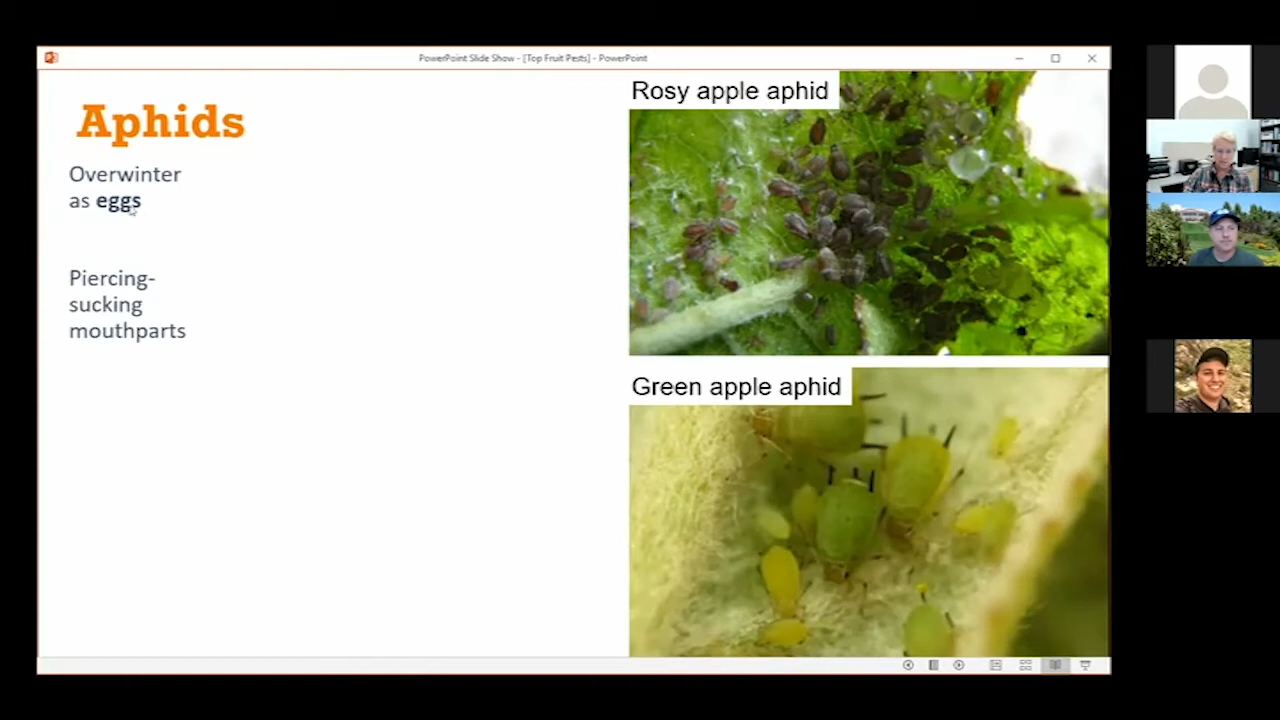 PowerPoint Slide Show - [Top Fruit Pests] - PowerPoint
Aphids
Overwinter
as eggs
Piercing-
sucking
mouthparts
Rosy apple aphid
Green apple aphid